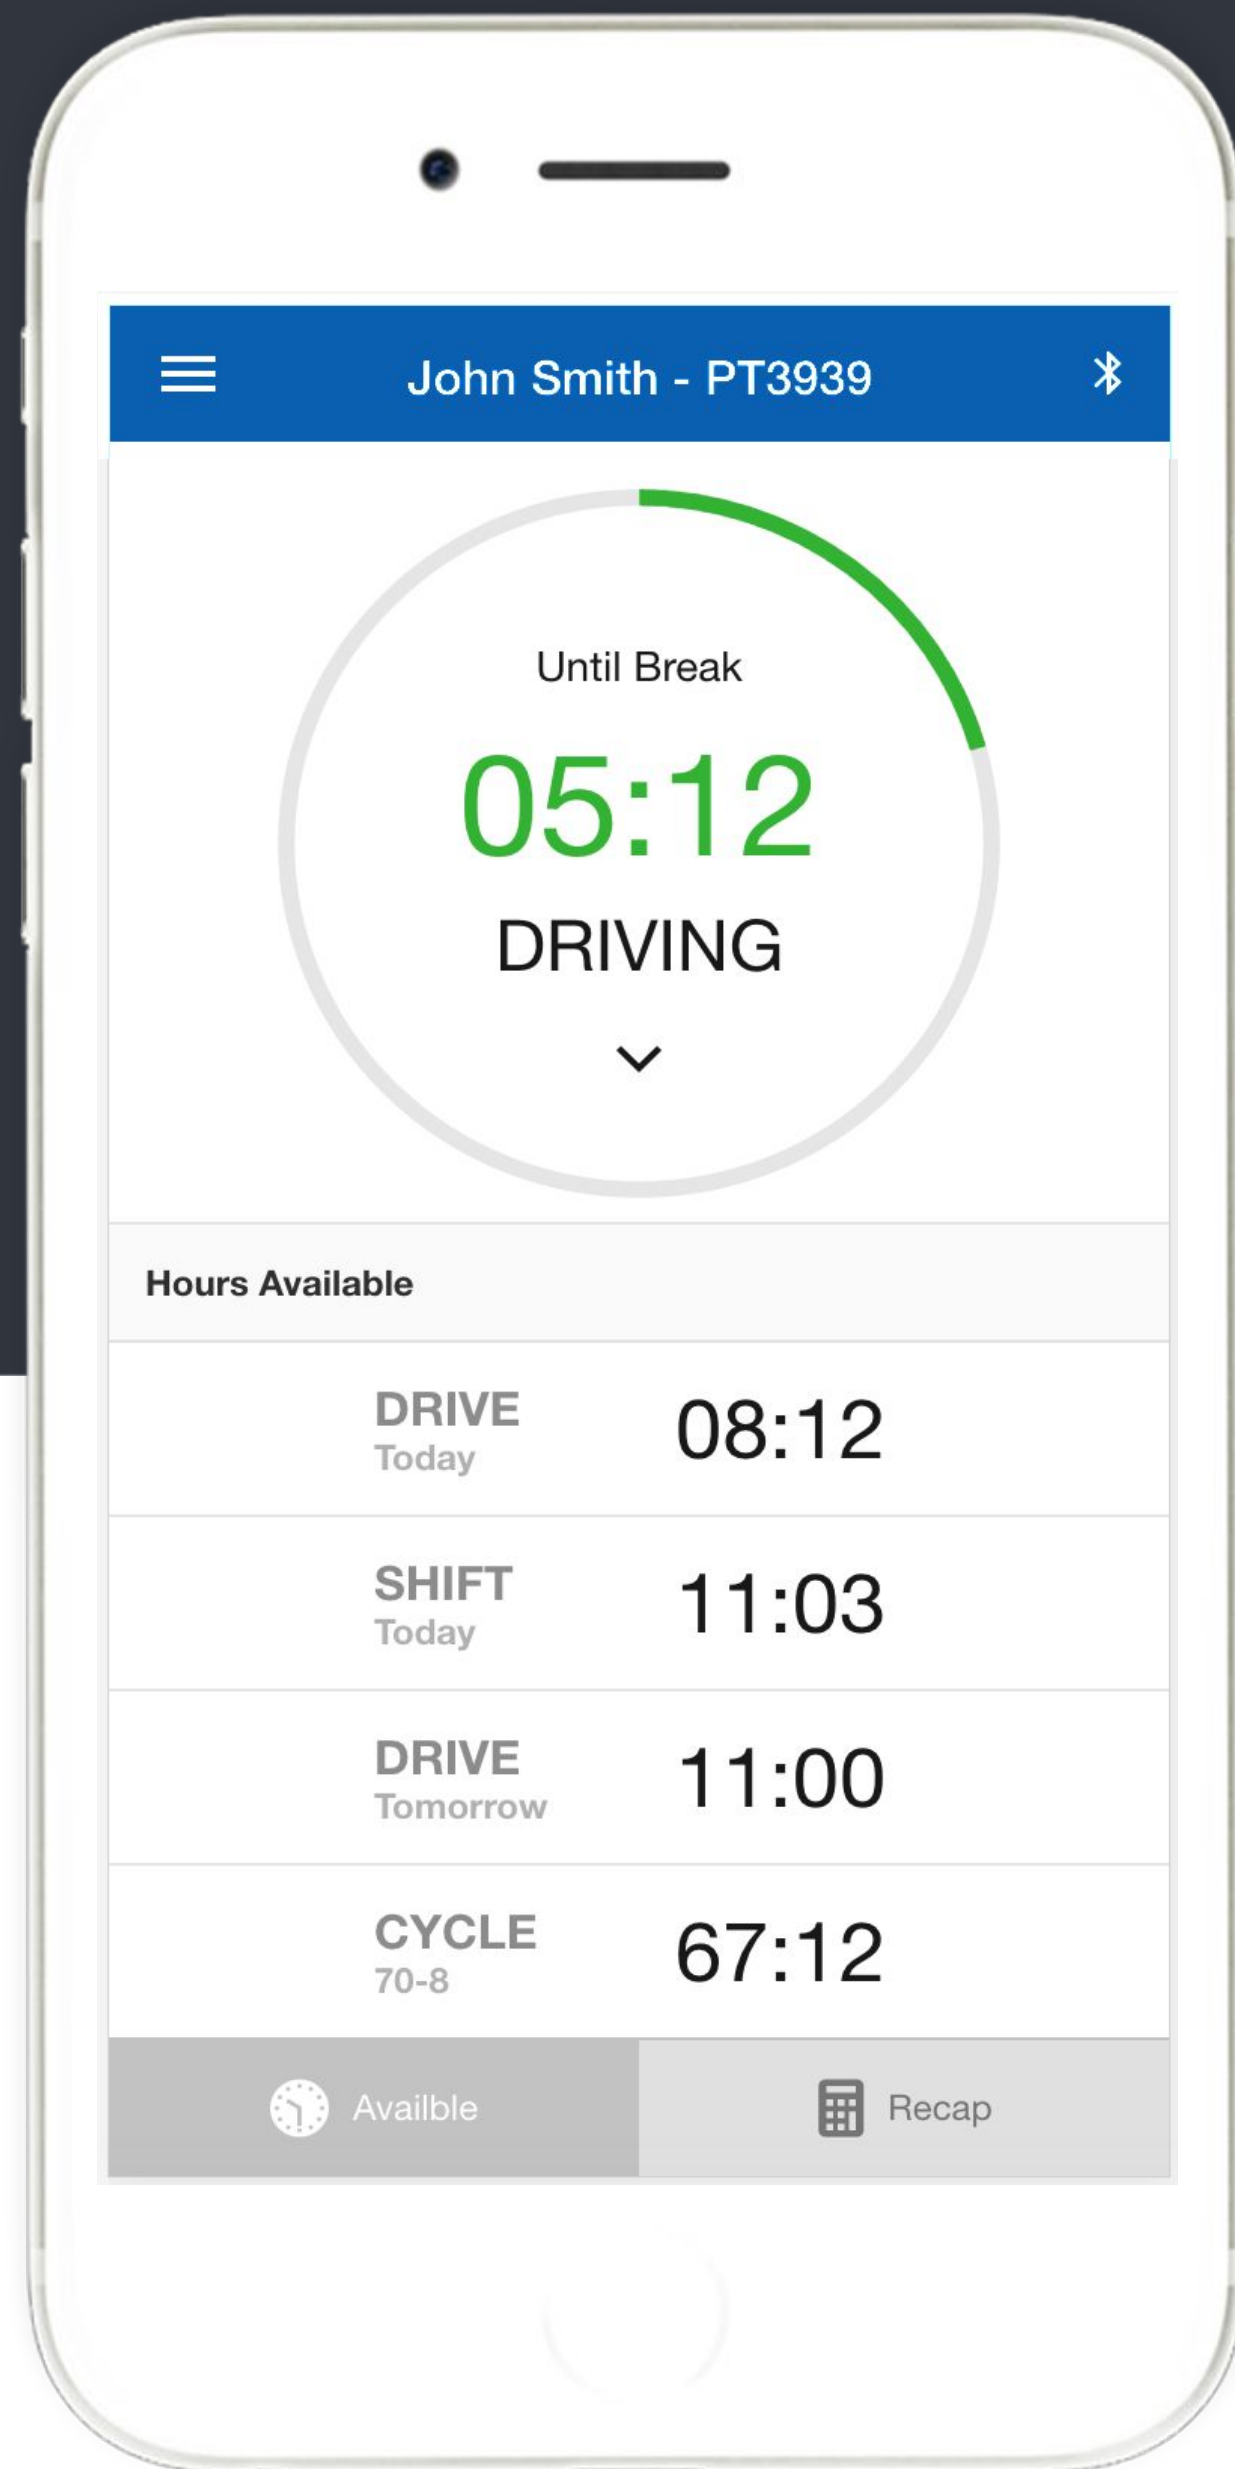 John Smith - PT3939
Until Break
05:12
DRIVING
Hours Available
DRIVE 08:12
Today
SHIFT 11:03
Today
DRIVE 11:00
Tomorrow
CYCLE 67:12
70-8
Availble Recap